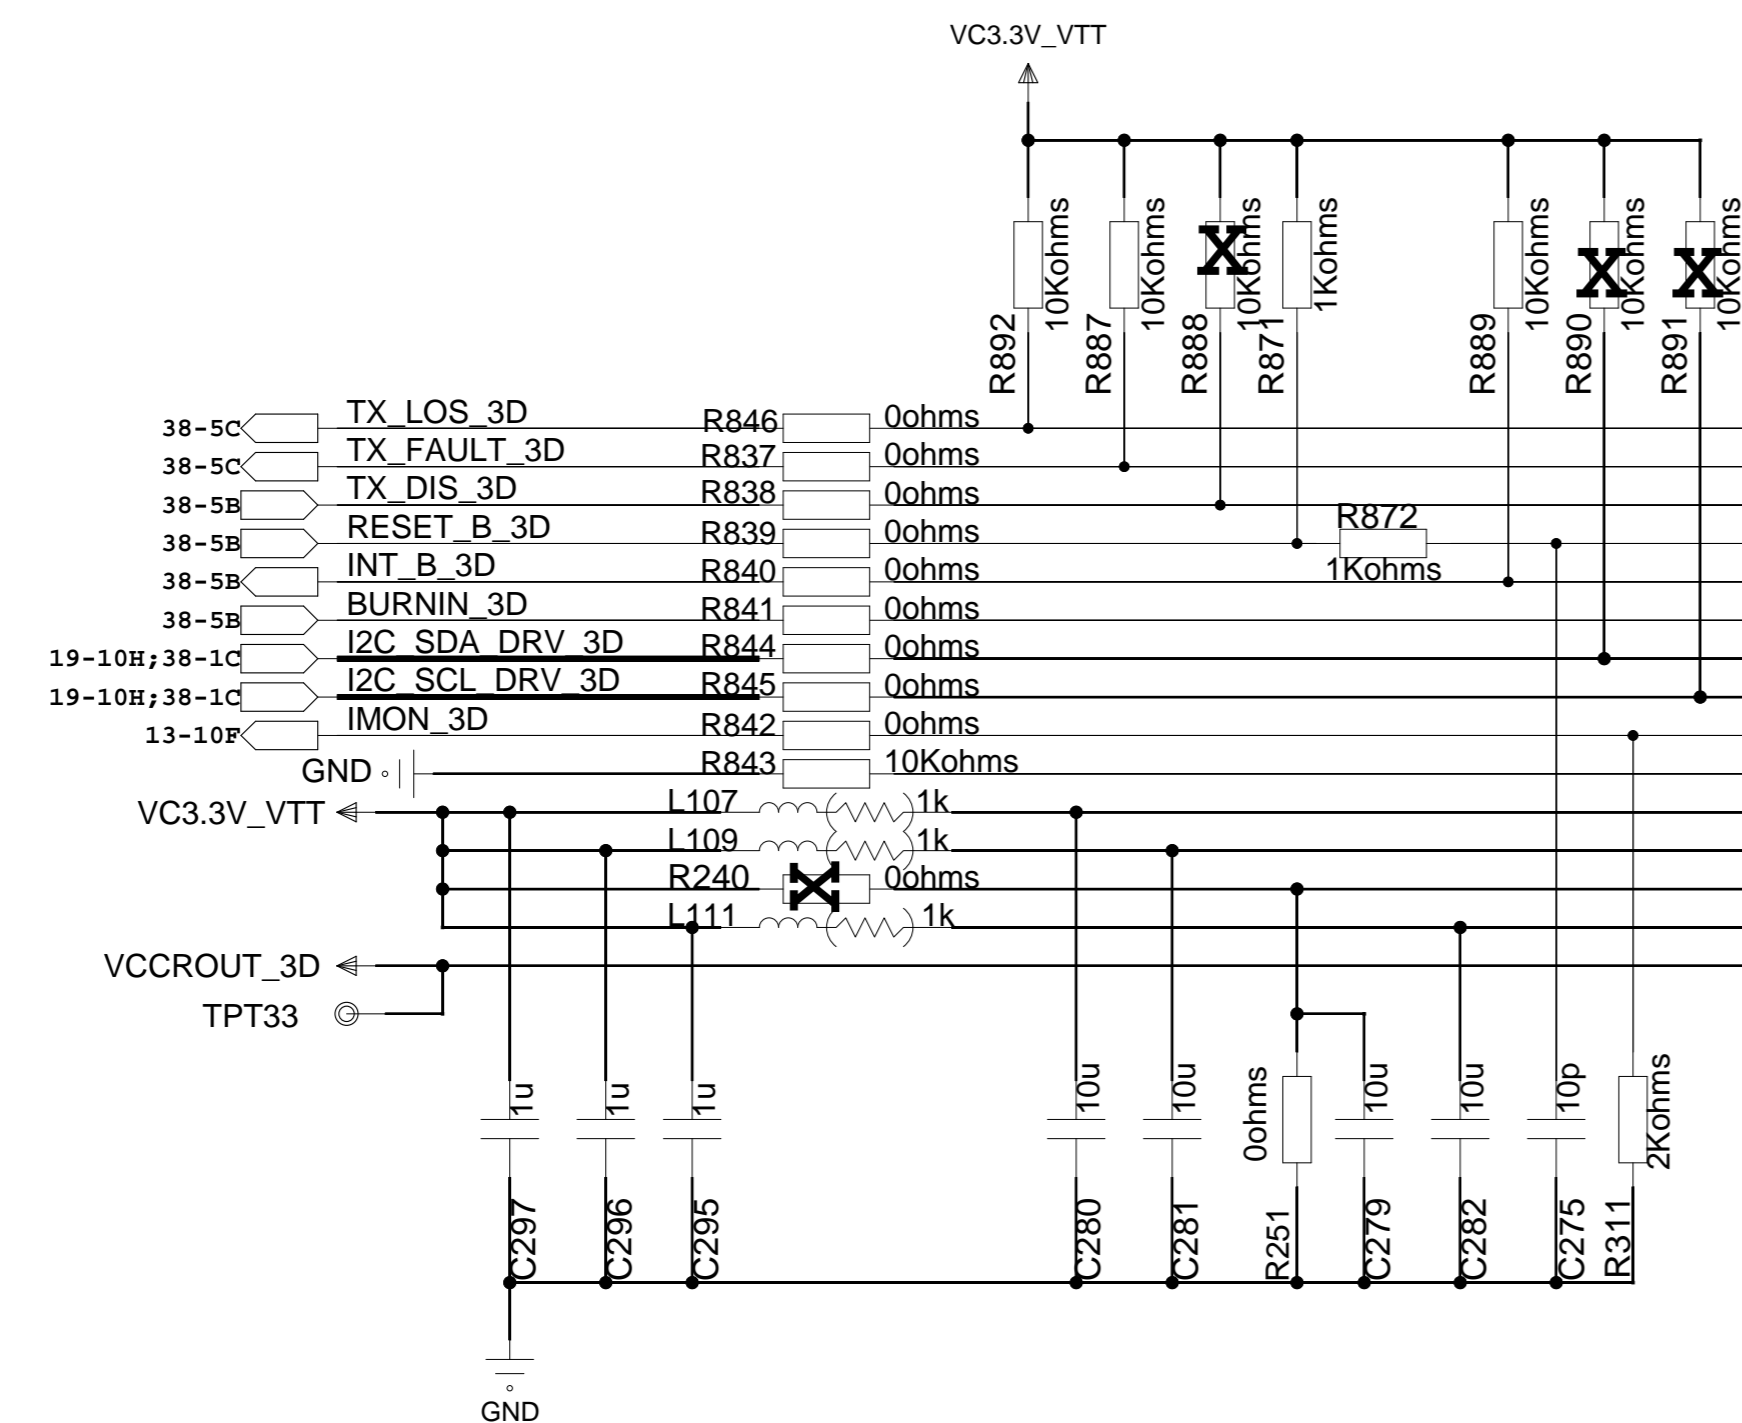 VC3.3V_VTT
R892 10Kohms
R887 10Kohms
R888 10Kohms
R871 1Kohms
R889 10Kohms
R890 10Kohms
R891 10Kohms
38-5C TX_LOS_3D R846 0ohms
38-5C TX_FAULT_3D R837 0ohms
38-5B TX_DIS_3D R838 0ohms
38-5B RESET_B_3D R839 0ohms R872
1Kohms
38-5B INT_B_3D R840 0ohms
38-5B BURNIN_3D R841 0ohms
19-10H;38-1C I2C_SDA_DRV_3D R844 0ohms
19-10H;38-1C I2C_SCL_DRV_3D R845 0ohms
13-10F IMON_3D R842 0ohms
GND R843 10Kohms
VC3.3V_VTT L107 1k
L109 1k
R240 0ohms
L111 1k
VCCROUT_3D
TPT33
C297 1u
C296 1u
C295 1u
C280 10u
C281 10u
R251 0ohms
C279 10u
C282 10u
C275 10p
R311 2Kohms
GND